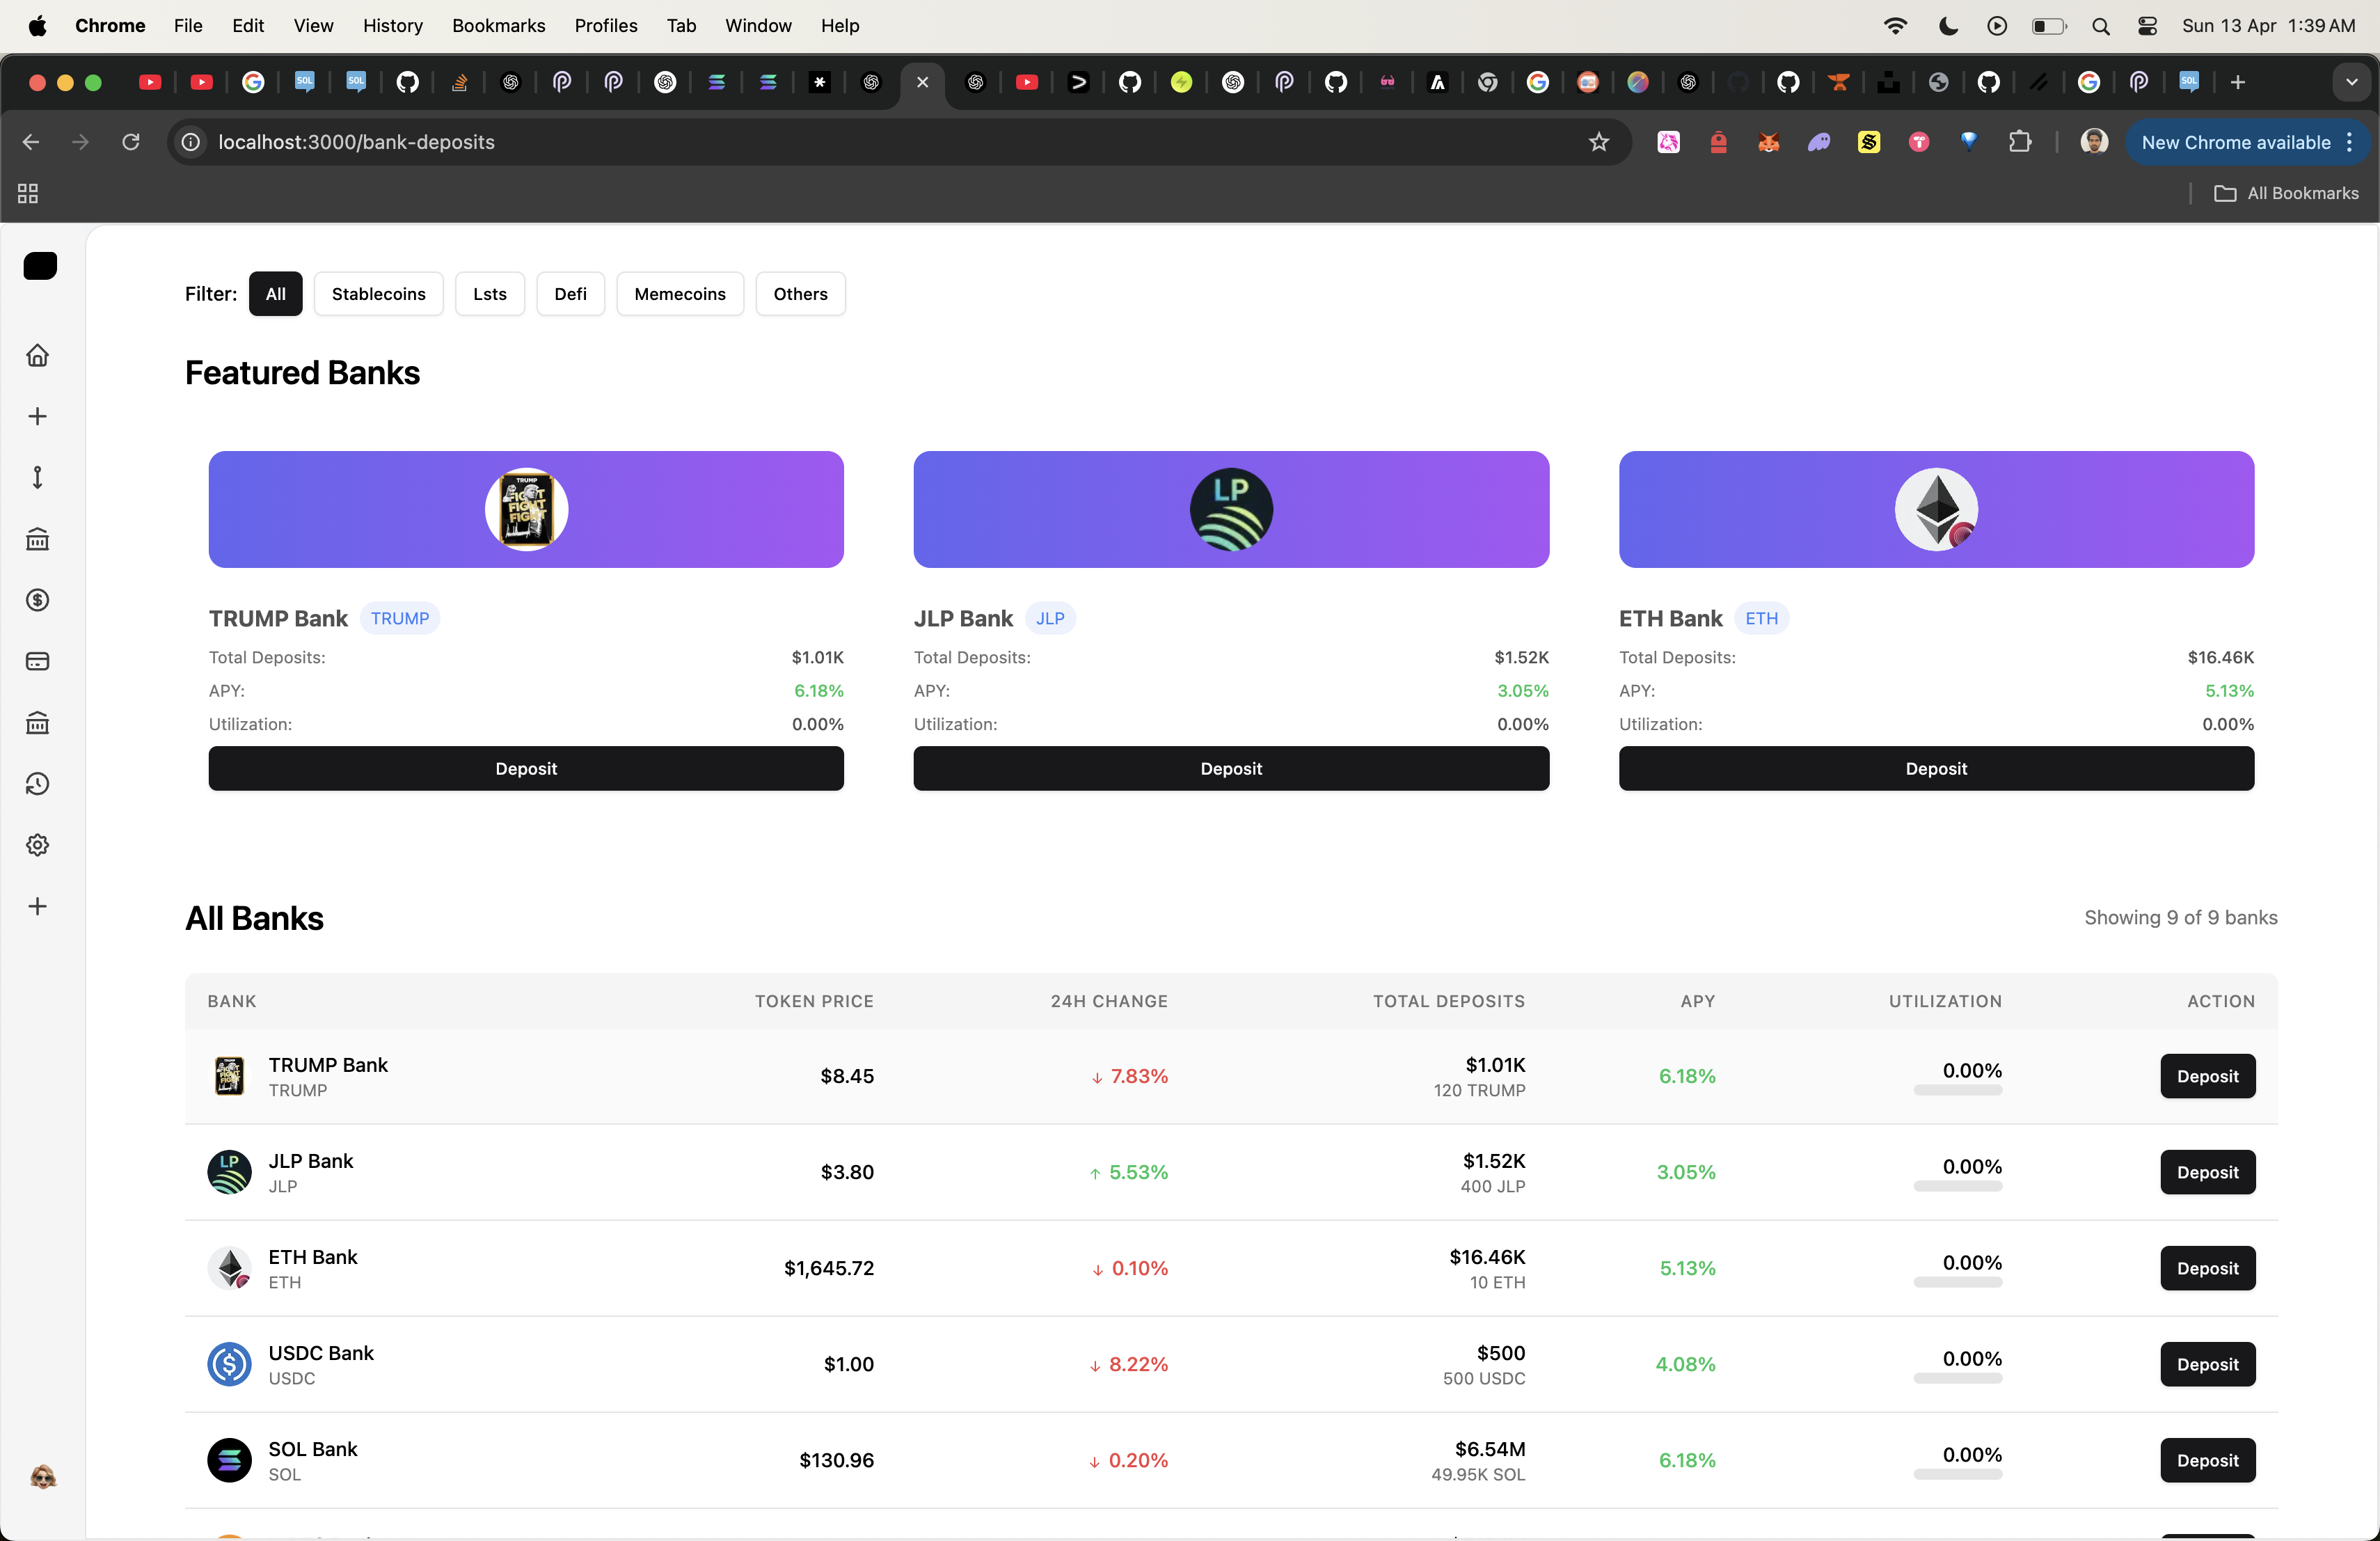 Chrome File Edit View History Bookmarks Profiles Tab Window Help Sun 13 Apr 1:39 AM
localhost:3000/bank-deposits New Chrome available
All Bookmarks
Filter: All Stablecoins Lsts Defi Memecoins Others
Featured Banks
TRUMP
FIGHT
FIGHT
FIGHT
LP
TRUMP Bank TRUMP
Total Deposits: $1.01K
APY: 6.18%
Utilization: 0.00%
Deposit
JLP Bank JLP
Total Deposits: $1.52K
APY: 3.05%
Utilization: 0.00%
Deposit
ETH Bank ETH
Total Deposits: $16.46K
APY: 5.13%
Utilization: 0.00%
Deposit
All Banks Showing 9 of 9 banks
BANK TOKEN PRICE 24H CHANGE TOTAL DEPOSITS APY UTILIZATION ACTION
TRUMP Bank $8.45 ↓ 7.83% $1.01K 6.18% 0.00% Deposit
TRUMP 120 TRUMP
JLP Bank $3.80 ↑ 5.53% $1.52K 3.05% 0.00% Deposit
JLP 400 JLP
ETH Bank $1,645.72 ↓ 0.10% $16.46K 5.13% 0.00% Deposit
ETH 10 ETH
USDC Bank $1.00 ↓ 8.22% $500 4.08% 0.00% Deposit
USDC 500 USDC
SOL Bank $130.96 ↓ 0.20% $6.54M 6.18% 0.00% Deposit
SOL 49.95K SOL